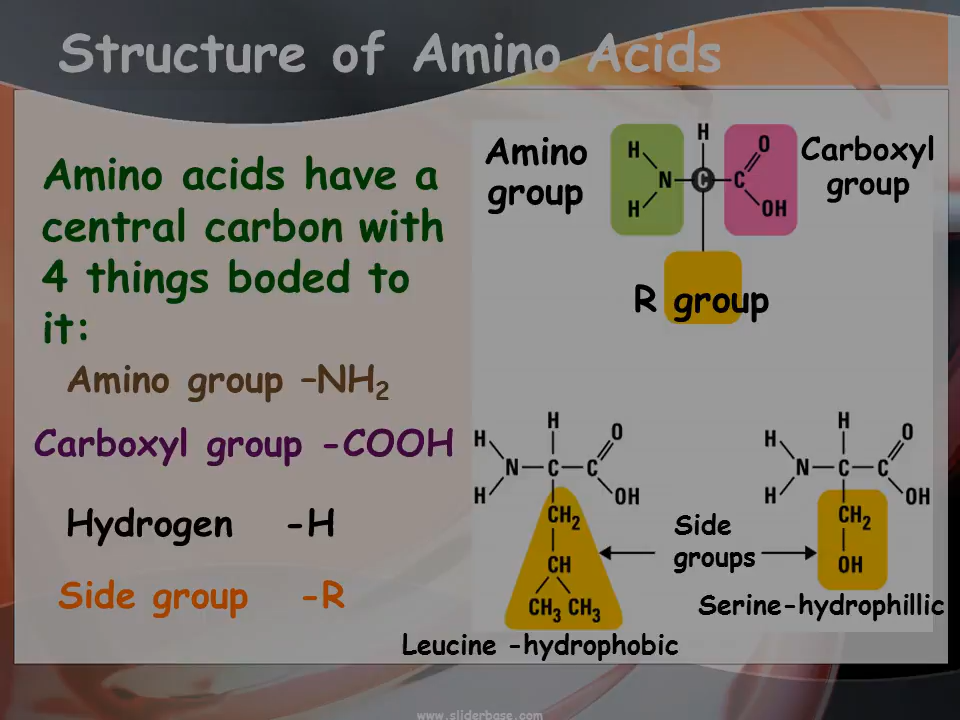 Structure of Amino Acids
Amino acids have a
central carbon with
4 things boded to
it:
Amino group –NH2
Carboxyl group -COOH
Hydrogen -H
Side group -R
Amino
group
Carboxyl
group
H
H
O
N
C
C
H
OH
R group
H
H
O
N
C
C
H
OH
CH2
CH
CH3 CH3
Leucine -hydrophobic
Side
groups
H
H
O
N
C
C
H
OH
CH2
OH
Serine-hydrophillic
www.sliderbase.com